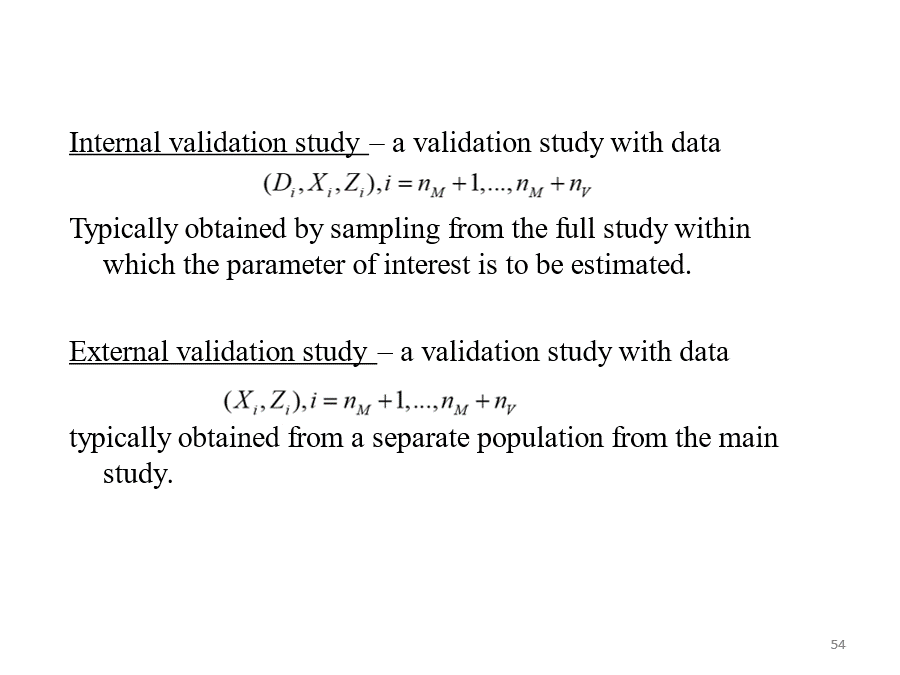 Internal validation study – a validation study with data
(D_i, X_i, Z_i), i = n_M + 1,..., n_M + n_V
Typically obtained by sampling from the full study within
which the parameter of interest is to be estimated.
External validation study – a validation study with data
(X_i, Z_i), i = n_M + 1,..., n_M + n_V
typically obtained from a separate population from the main
study.
54